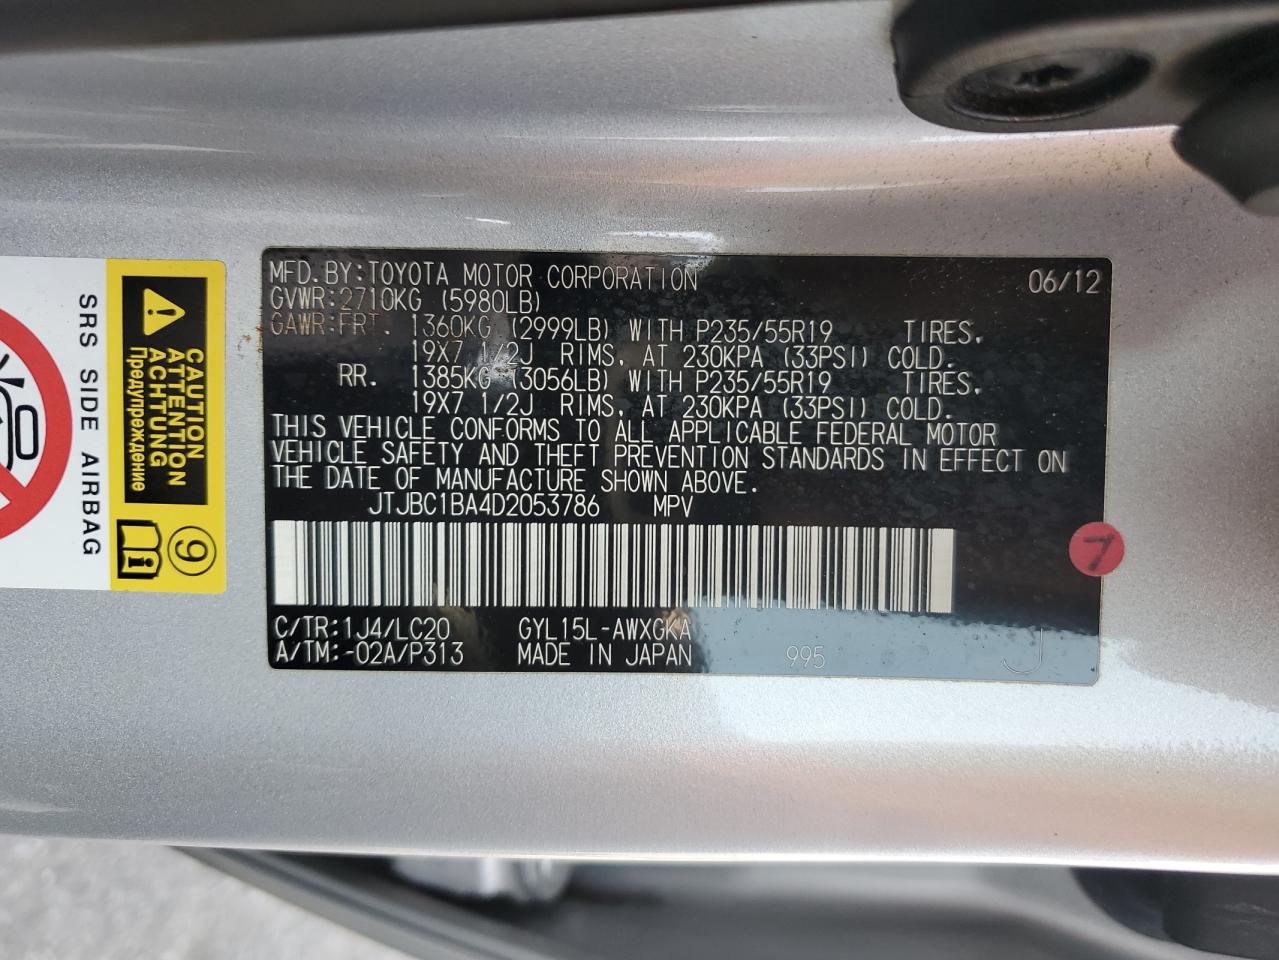 MFD. BY: TOYOTA MOTOR CORPORATION 06/12
GVWR: 2710KG (5980LB)
GAWR: FRT. 1360KG (2999LB) WITH P235/55R19 TIRES.
19X7 1/2J RIMS, AT 230KPA (33PSI) COLD.
RR. 1385KG (3056LB) WITH P235/55R19 TIRES.
19X7 1/2J RIMS, AT 230KPA (33PSI) COLD.
THIS VEHICLE CONFORMS TO ALL APPLICABLE FEDERAL MOTOR
VEHICLE SAFETY AND THEFT PREVENTION STANDARDS IN EFFECT ON
THE DATE OF MANUFACTURE SHOWN ABOVE.
JTJBC1BA4D2053786 MPV
C/TR: 1J4/LC20 GYL15L-AWXGKA
A/TM: -02A/P313 MADE IN JAPAN 995 J
7
CAUTION
ATTENTION
ACHTUNG
Предупреждение
SRS SIDE AIRBAG
9
i